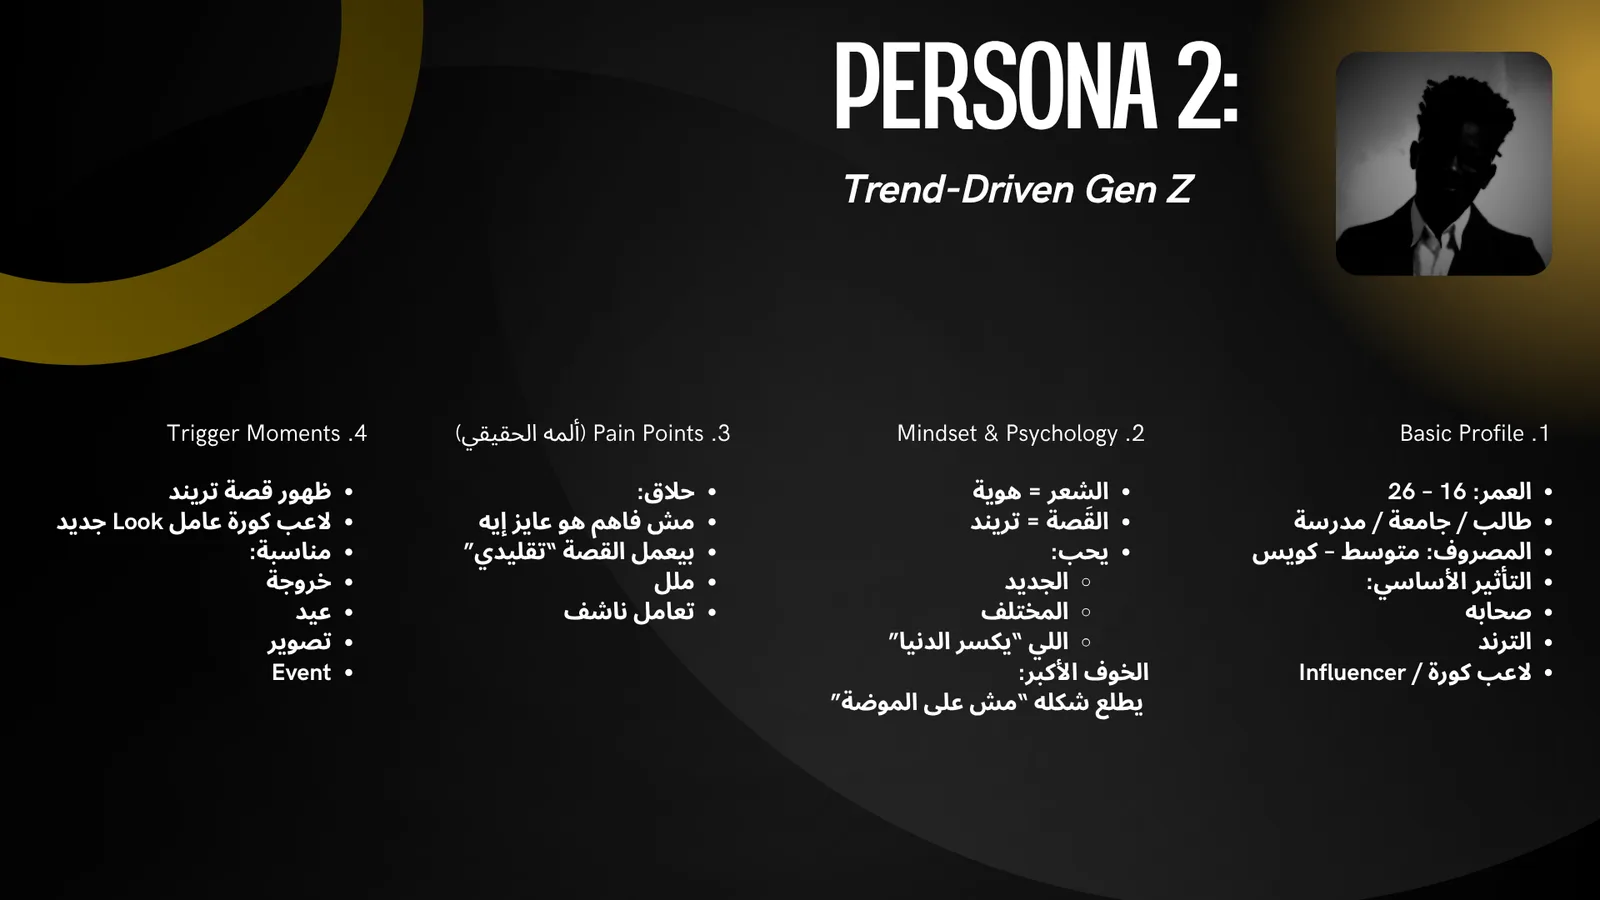 PERSONA 2:
Trend-Driven Gen Z
1. Basic Profile
• العمر: 16 – 26
• طالب / جامعة / مدرسة
• المصروف: متوسط – كويس
• التأثير الأساسي:
• صحابه
• الترند
• لاعب كورة / Influencer
2. Mindset & Psychology
• الشعر = هوية
• القَصة = تريند
• يحب:
○ الجديد
○ المختلف
○ اللي “يكسر الدنيا”
الخوف الأكبر:
يطلع شكله “مش على الموضة”
3. Pain Points (ألمه الحقيقي)
• حلاق:
• مش فاهم هو عايز إيه
• بيعمل القصة “تقليدي”
• ملل
• تعامل ناشف
4. Trigger Moments
• ظهور قصة تريند
• لاعب كورة عامل Look جديد
• مناسبة:
• خروجة
• عيد
• تصوير
• Event